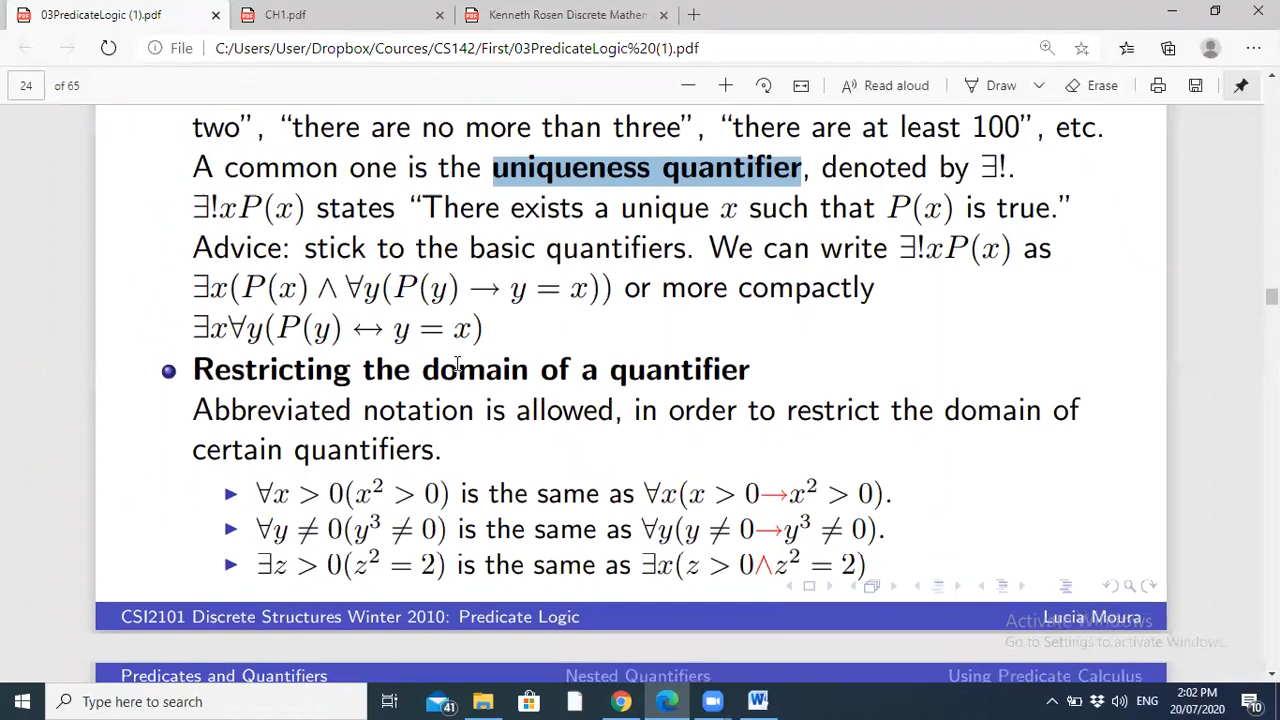 03PredicateLogic (1).pdf
CH1.pdf
Kenneth Rosen Discrete Mathem
File
C:/Users/User/Dropbox/Cources/CS142/First/03PredicateLogic%20(1).pdf
24 of 65
Read aloud
Draw
Erase
two”, “there are no more than three”, “there are at least 100”, etc.
A common one is the uniqueness quantifier, denoted by ∃!.
∃!xP(x) states “There exists a unique x such that P(x) is true.”
Advice: stick to the basic quantifiers. We can write ∃!xP(x) as
∃x(P(x) ∧ ∀y(P(y) → y = x)) or more compactly
∃x∀y(P(y) ↔ y = x)
Restricting the domain of a quantifier
Abbreviated notation is allowed, in order to restrict the domain of
certain quantifiers.
∀x > 0(x² > 0) is the same as ∀x(x > 0→x² > 0).
∀y ≠ 0(y³ ≠ 0) is the same as ∀y(y ≠ 0→y³ ≠ 0).
∃z > 0(z² = 2) is the same as ∃x(z > 0∧z² = 2)
CSI2101 Discrete Structures Winter 2010: Predicate Logic
Lucia Moura
Activate Windows
Go to Settings to activate Windows.
Predicates and Quantifiers
Nested Quantifiers
Using Predicate Calculus
Type here to search
41
ENG
2:02 PM
20/07/2020
10